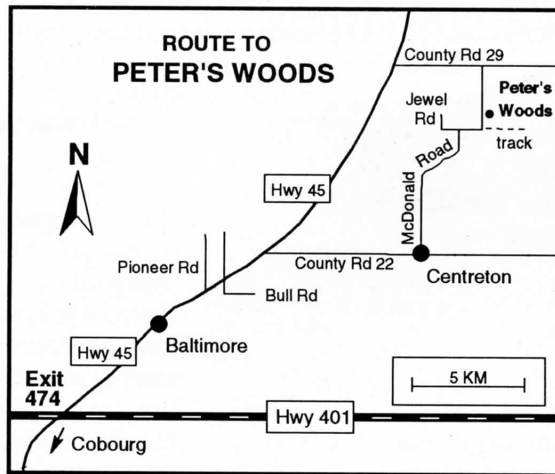 ROUTE TO
PETER'S WOODS
County Rd 29
Peter's
Woods
Jewel
Rd
track
N
McDonald Road
Hwy 45
Pioneer Rd
County Rd 22
Centreton
Bull Rd
Baltimore
Hwy 45
5 KM
Exit
474
Hwy 401
Cobourg